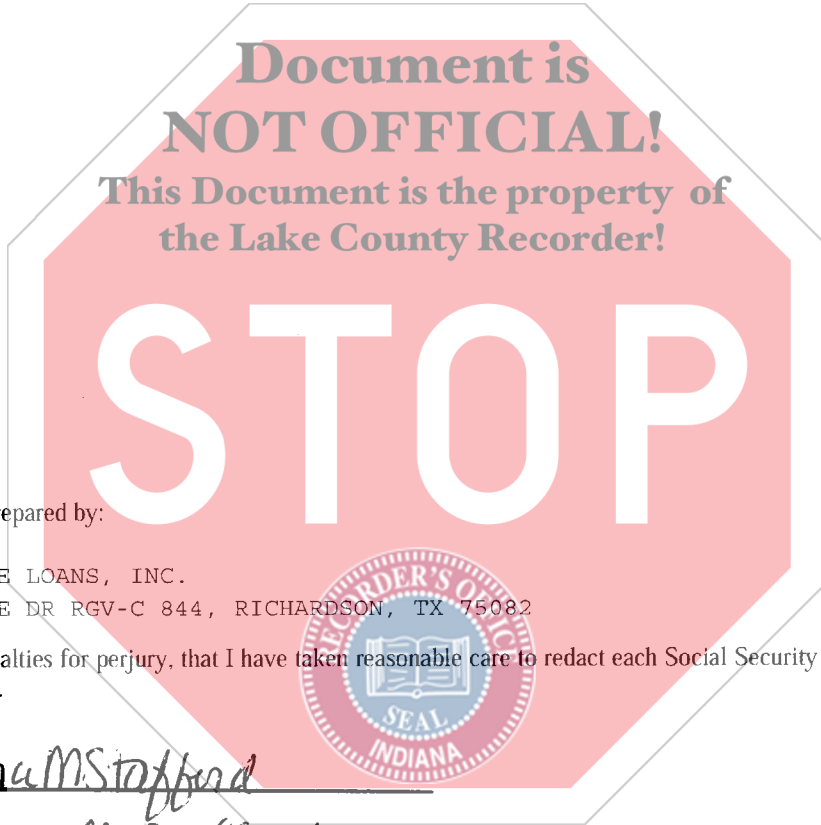 Document is
NOT OFFICIAL!
This Document is the property of
the Lake County Recorder!
STOP
epared by:
E LOANS, INC.
E DR RGV-C 844, RICHARDSON, TX 75082
alties for perjury, that I have taken reasonable care to redact each Social Security
RECORDER'S OFFICE
SEAL
INDIANA
a M Stafford